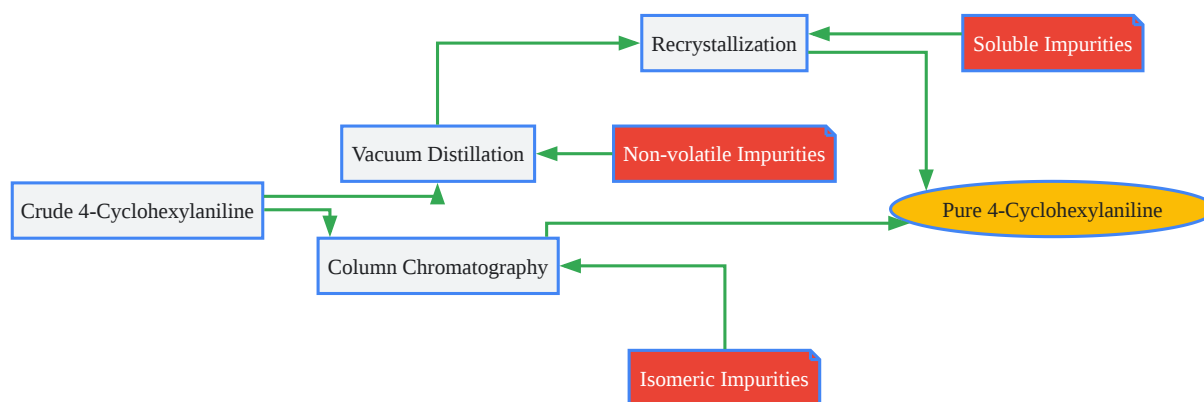 Recrystallization
Soluble Impurities
Vacuum Distillation
Non-volatile Impurities
Crude 4-Cyclohexylaniline
Pure 4-Cyclohexylaniline
Column Chromatography
Isomeric Impurities